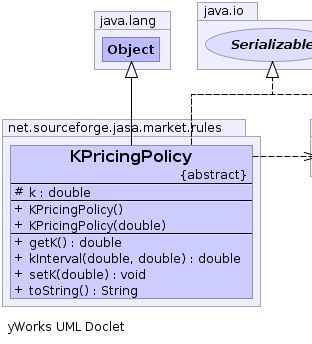 java.lang
java.io
Object
Serializable
net.sourceforge.jasa.market.rules
KPricingPolicy
{abstract}
# k : double
+ KPricingPolicy()
+ KPricingPolicy(double)
+ getK() : double
+ kInterval(double, double) : double
+ setK(double) : void
+ toString() : String
yWorks UML Doclet